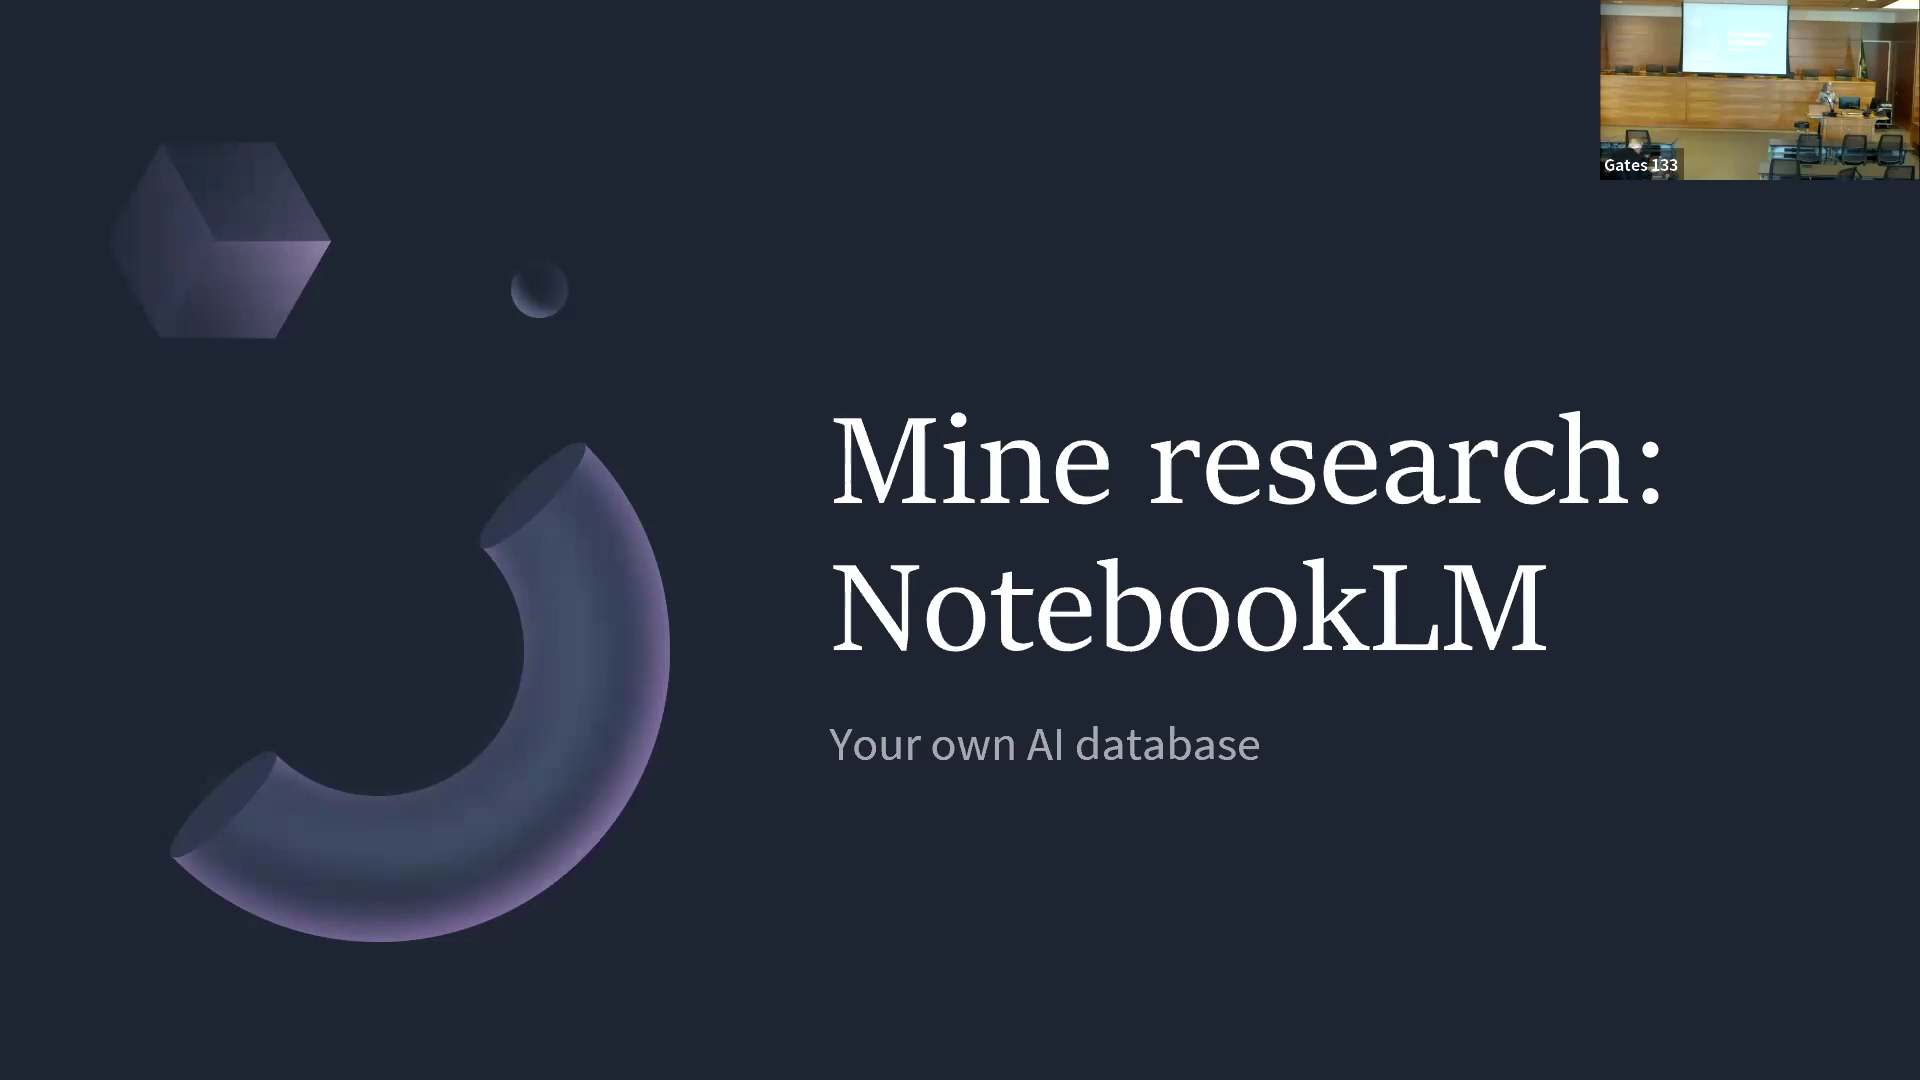 Gates 133
Mine research:
NotebookLM
Your own AI database